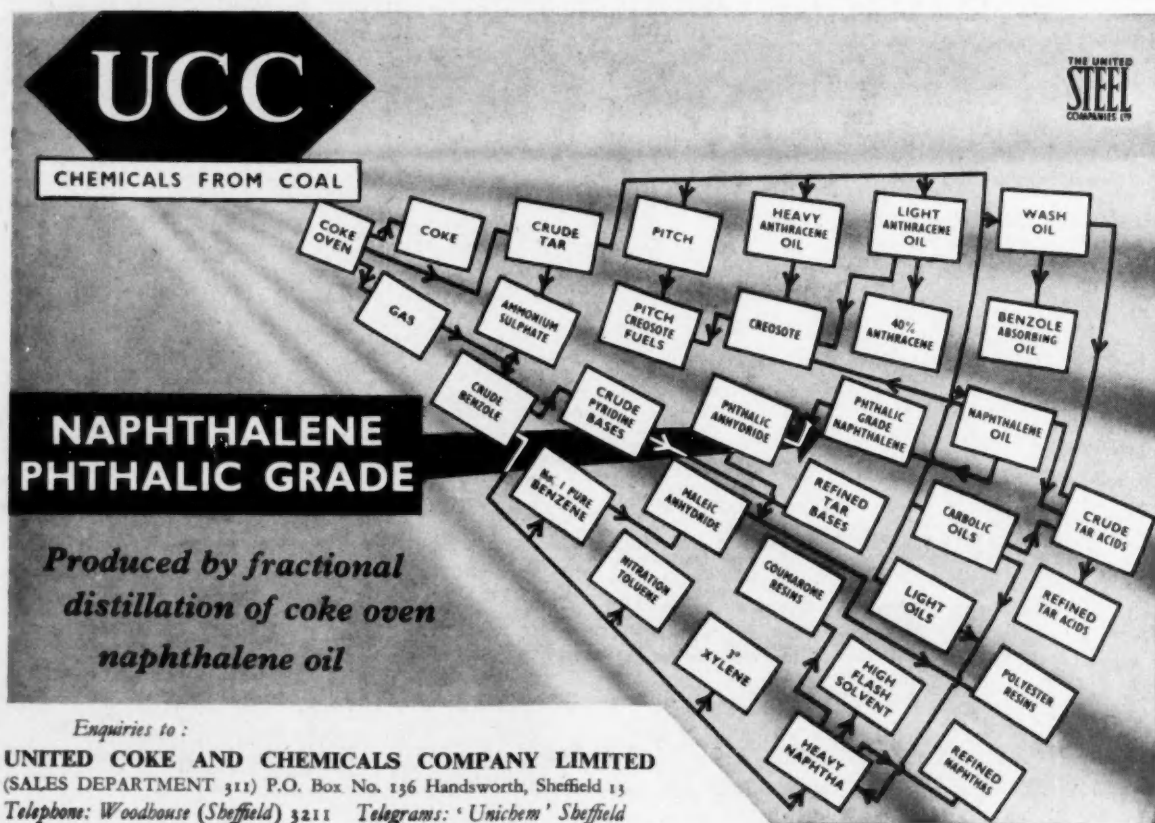 UCC
CHEMICALS FROM COAL
THE UNITED
STEEL
COMPANIES LTD
COKE
OVEN
COKE
CRUDE
TAR
PITCH
HEAVY
ANTHRACENE
OIL
LIGHT
ANTHRACENE
OIL
WASH
OIL
GAS
AMMONIUM
SULPHATE
PITCH
CREOSOTE
FUELS
CREOSOTE
40%
ANTHRACENE
BENZOLE
ABSORBING
OIL
CRUDE
BENZOLE
CRUDE
PYRIDINE
BASES
PHTHALIC
ANHYDRIDE
PHTHALIC
GRADE
NAPHTHALENE
NAPHTHALENE
OIL
NAPHTHALENE
PHTHALIC GRADE
No. 1 PURE
BENZENE
MALEIC
ANHYDRIDE
REFINED
TAR
BASES
CARBOLIC
OILS
CRUDE
TAR ACIDS
NITRATION
TOLUENE
COUMARONE
RESINS
LIGHT
OILS
REFINED
TAR ACIDS
3°
XYLENE
HIGH
FLASH
SOLVENT
POLYESTER
RESINS
HEAVY
NAPHTHA
REFINED
NAPHTHAS
Produced by fractional
distillation of coke oven
naphthalene oil
Enquiries to :
UNITED COKE AND CHEMICALS COMPANY LIMITED
(SALES DEPARTMENT 311) P.O. Box No. 136 Handsworth, Sheffield 13
Telephone: Woodhouse (Sheffield) 3211 Telegrams: ‘ Unichem’ Sheffield